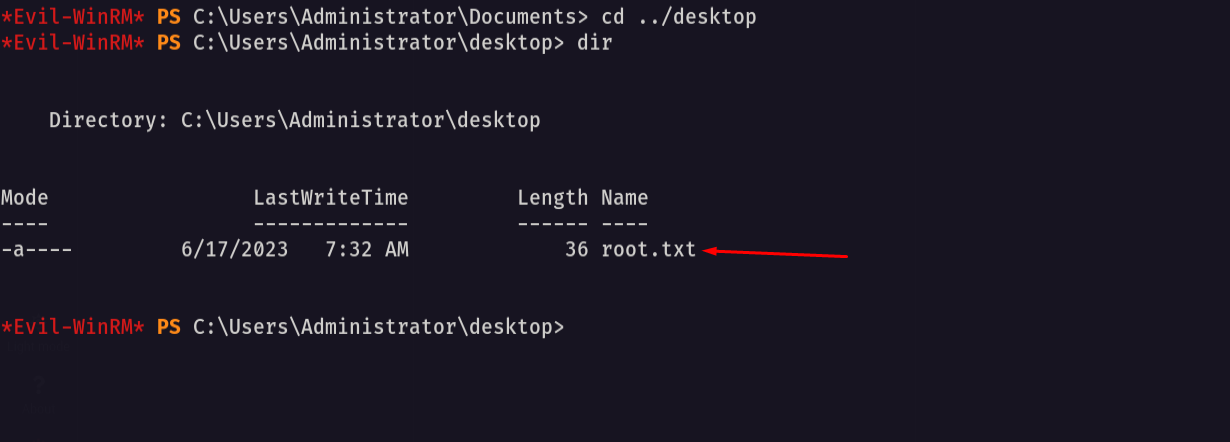 *Evil-WinRM* PS C:\Users\Administrator\Documents> cd ../desktop
*Evil-WinRM* PS C:\Users\Administrator\desktop> dir
Directory: C:\Users\Administrator\desktop
Mode LastWriteTime Length Name
---- ------------- ------ ----
-a---- 6/17/2023 7:32 AM 36 root.txt
*Evil-WinRM* PS C:\Users\Administrator\desktop>